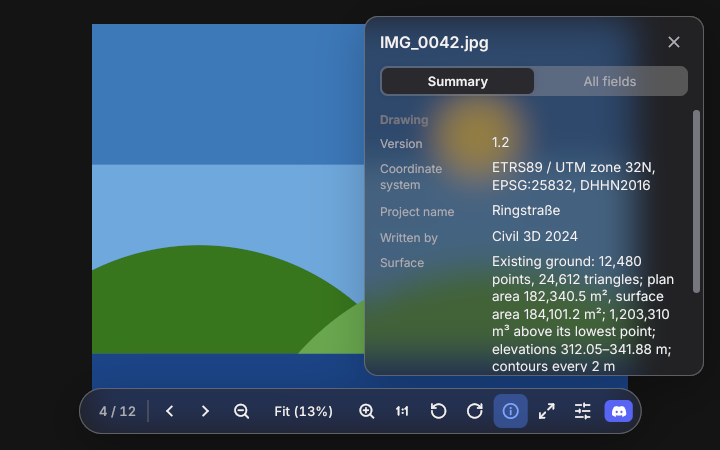 IMG_0042.jpg
Summary
All fields
Drawing
Version 1.2
Coordinate system ETRS89 / UTM zone 32N,
EPSG:25832, DHHN2016
Project name Ringstraße
Written by Civil 3D 2024
Surface Existing ground: 12,480
points, 24,612 triangles; plan
area 182,340.5 m², surface
area 184,101.2 m²; 1,203,310
m³ above its lowest point;
elevations 312.05–341.88 m;
contours every 2 m
4 / 12
Fit (13%)
1:1